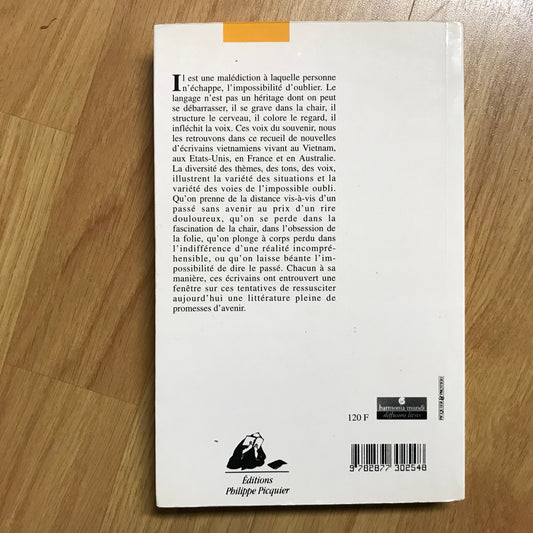 Il est une malédiction à laquelle personne
n'échappe, l'impossibilité d'oublier. Le
langage n'est pas un héritage dont on peut
se débarrasser, il se grave dans la chair, il
structure le cerveau, il colore le regard, il
infléchit la voix. Ces voix du souvenir, nous
les retrouvons dans ce recueil de nouvelles
d'écrivains vietnamiens vivant au Vietnam,
aux Etats-Unis, en France et en Australie.
La diversité des thèmes, des tons, des voix,
illustrent la variété des situations et la
variété des voies de l'impossible oubli.
Qu'on prenne de la distance vis-à-vis d'un
passé sans avenir au prix d'un rire
douloureux, qu'on se perde dans la
fascination de la chair, dans l'obsession de
la folie, qu'on plonge à corps perdu dans
l'indifférence d'une réalité incompré-
hensible, ou qu'on laisse béante l'im-
possibilité de dire le passé. Chacun à sa
manière, ces écrivains ont entrouvert une
fenêtre sur ces tentatives de ressusciter
aujourd'hui une littérature pleine de
promesses d'avenir.
120 F
harmonia mundi
diffusion livres
Éditions
Philippe Picquier
9 782877 302548